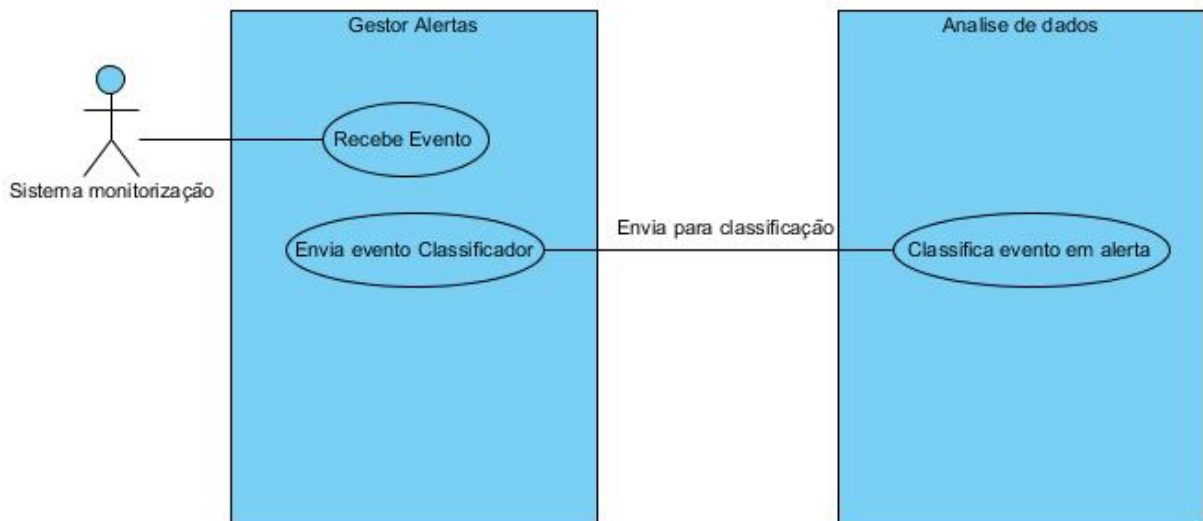 Gestor Alertas
Analise de dados
Recebe Evento
Sistema monitorização
Envia para classificação
Envia evento Classificador
Classifica evento em alerta